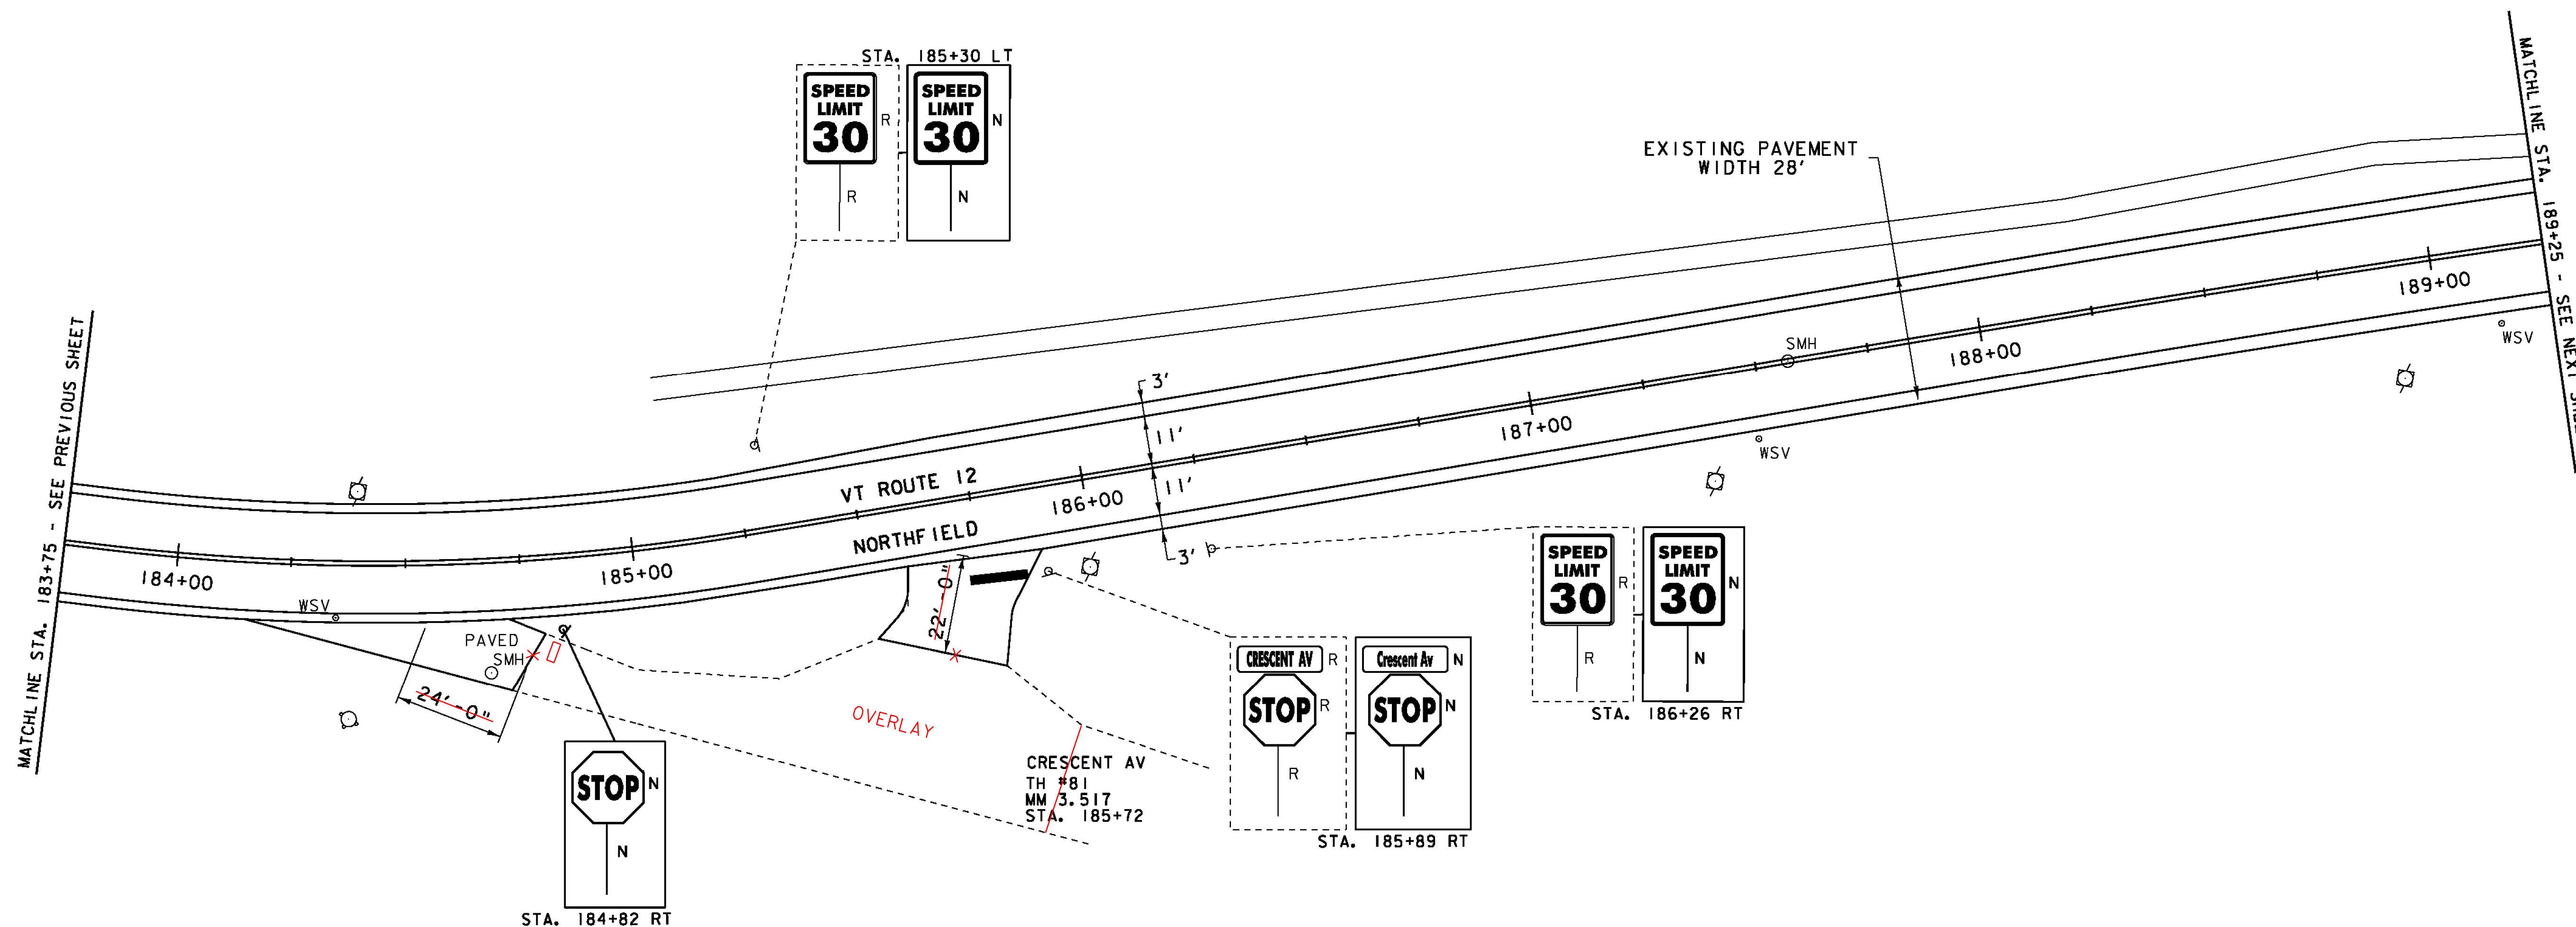 STA. 185+30 LT
SPEED
LIMIT
30
R
R
SPEED
LIMIT
30
N
N
EXISTING PAVEMENT
WIDTH 28'
MATCHLINE STA. 189+25 - SEE NEXT
MATCHLINE STA. 183+75 - SEE PREVIOUS SHEET
184+00
185+00
186+00
187+00
188+00
189+00
VT ROUTE 12
NORTHFIELD
3'
11'
11'
3'
SMH
WSV
WSV
WSV
PAVED
SMH
24'-0"
22'-0"
OVERLAY
CRESCENT AV
TH #81
MM 3.517
STA. 185+72
STOP
N
N
STA. 184+82 RT
CRESCENT AV R
STOP R
R
Crescent Av N
STOP N
N
STA. 185+89 RT
SPEED
LIMIT
30
R
R
SPEED
LIMIT
30
N
N
STA. 186+26 RT